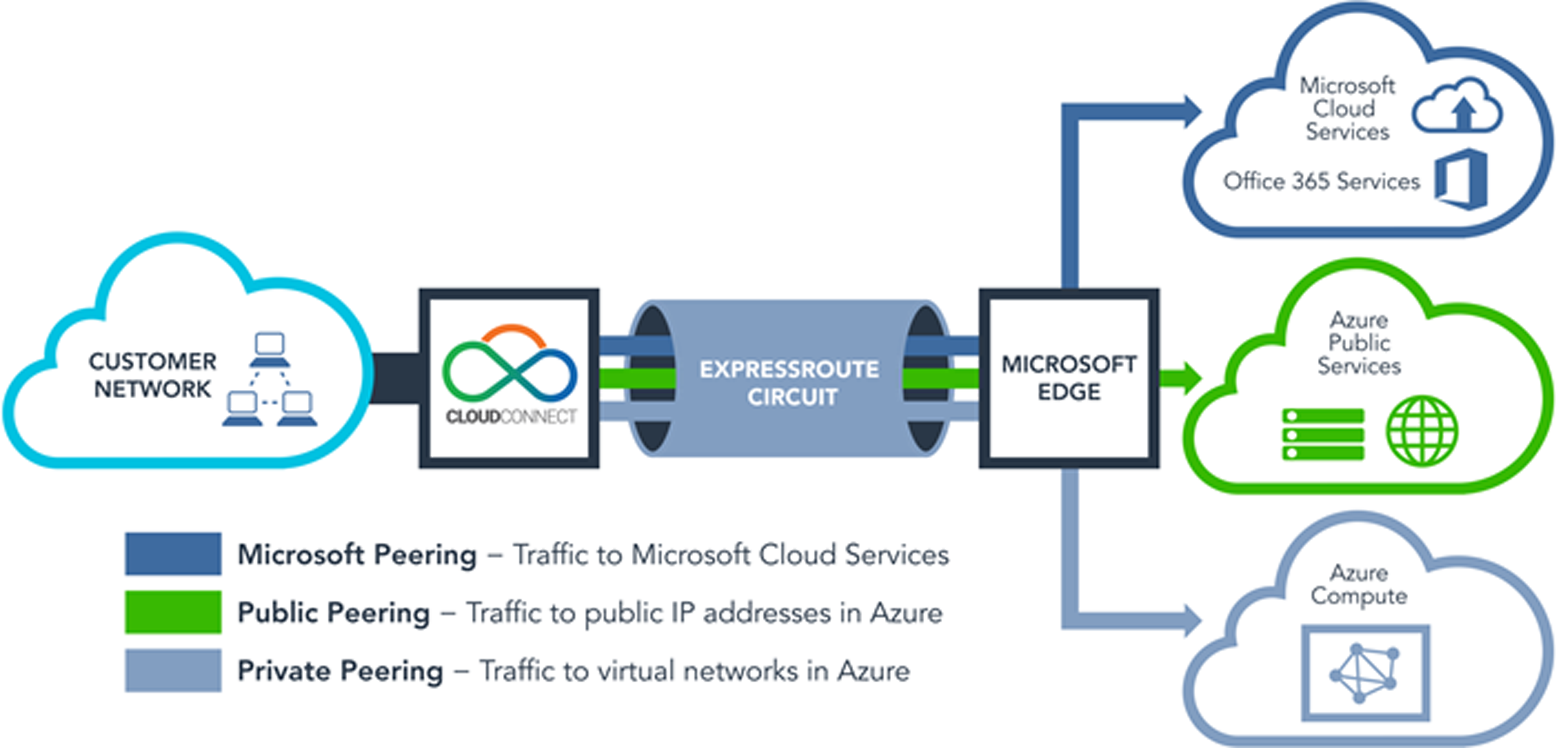 CUSTOMER
NETWORK
CLOUDCONNECT
EXPRESSROUTE
CIRCUIT
MICROSOFT
EDGE
Microsoft
Cloud
Services
Office 365 Services
Azure
Public
Services
Azure
Compute
Microsoft Peering – Traffic to Microsoft Cloud Services
Public Peering – Traffic to public IP addresses in Azure
Private Peering – Traffic to virtual networks in Azure